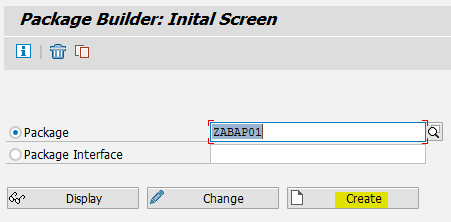 Package Builder: Inital Screen
Package ZABAP01
Package Interface
Display Change Create